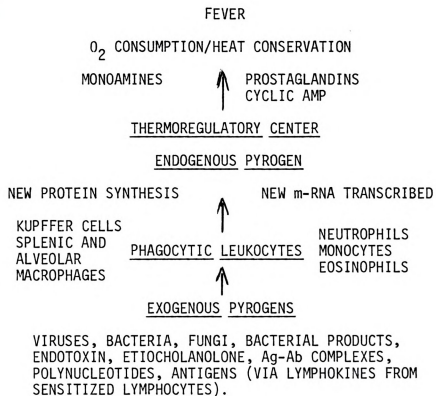 FEVER
O₂ CONSUMPTION/HEAT CONSERVATION
MONOAMINES PROSTAGLANDINS
CYCLIC AMP
THERMOREGULATORY CENTER
ENDOGENOUS PYROGEN
NEW PROTEIN SYNTHESIS NEW m-RNA TRANSCRIBED
KUPFFER CELLS
SPLENIC AND
ALVEOLAR
MACROPHAGES
PHAGOCYTIC LEUKOCYTES
NEUTROPHILS
MONOCYTES
EOSINOPHILS
EXOGENOUS PYROGENS
VIRUSES, BACTERIA, FUNGI, BACTERIAL PRODUCTS,
ENDOTOXIN, ETIOCHOLANOLONE, Ag-Ab COMPLEXES,
POLYNUCLEOTIDES, ANTIGENS (VIA LYMPHOKINES FROM
SENSITIZED LYMPHOCYTES).